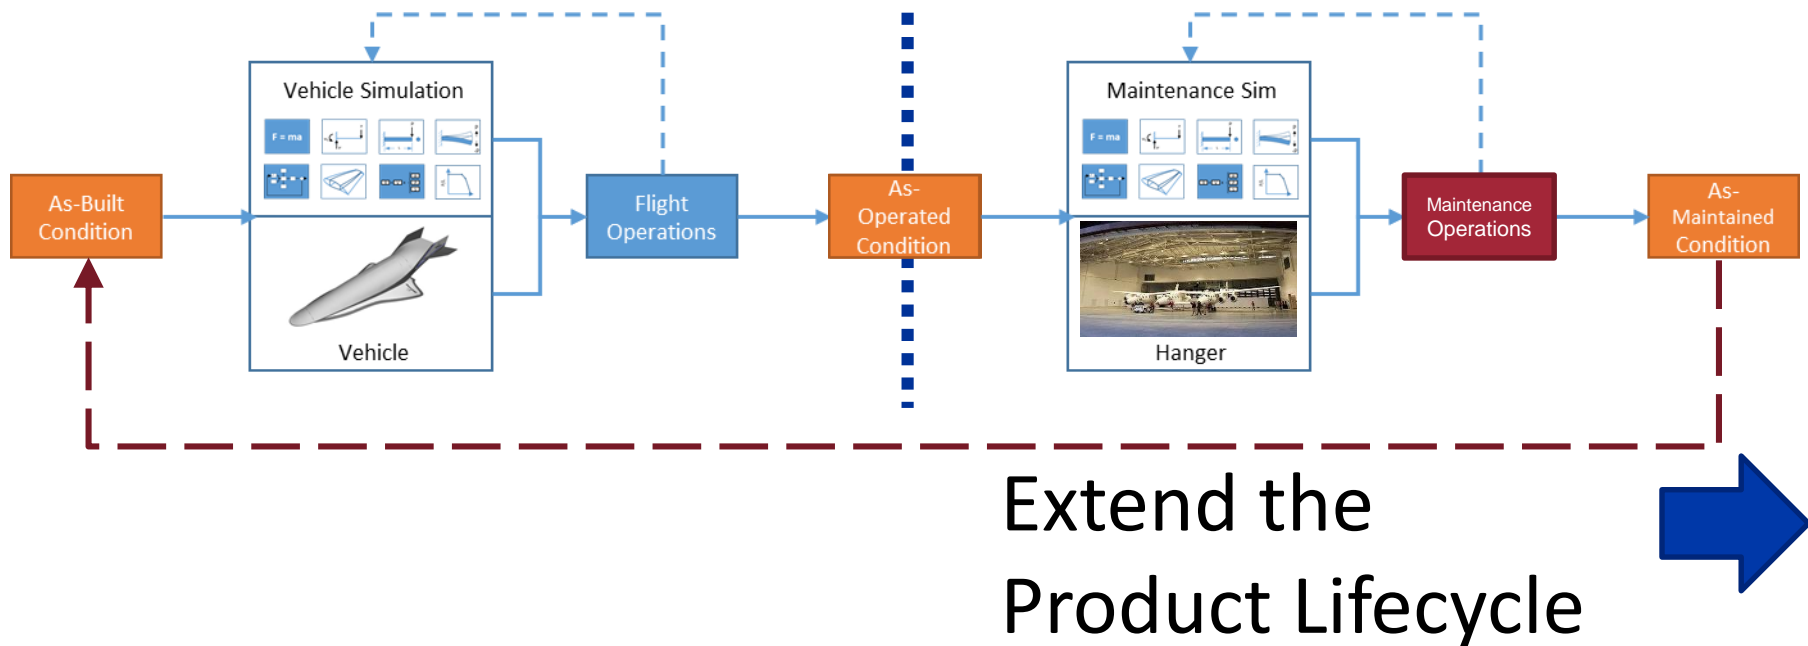 Vehicle Simulation
F = ma
As-Built
Condition
Vehicle
Flight
Operations
As-
Operated
Condition
Maintenance Sim
F = ma
Hanger
Maintenance
Operations
As-
Maintained
Condition
Extend the
Product Lifecycle